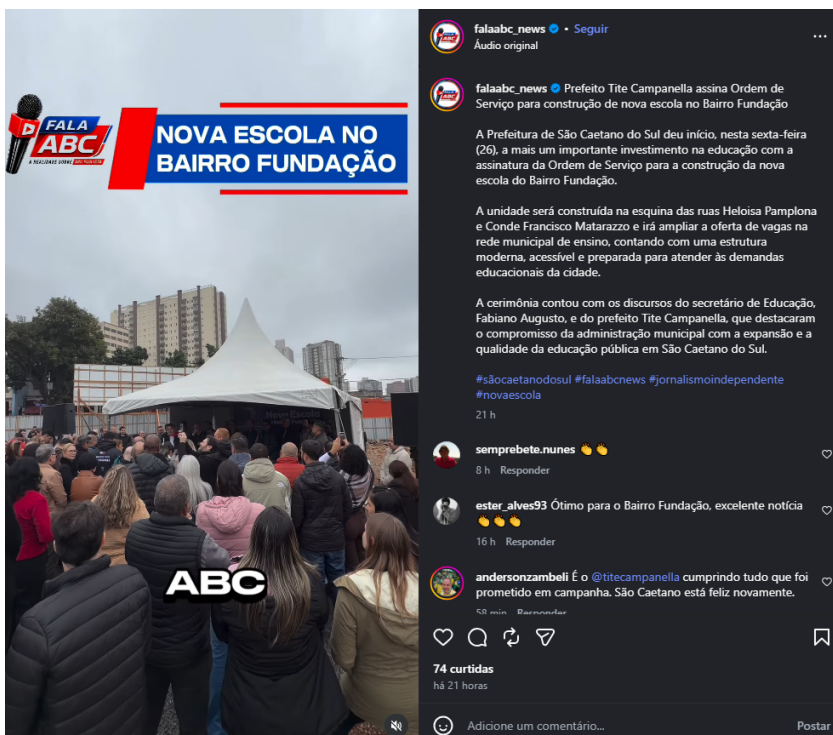 FALA
ABC
A REALIDADE SOBRE
NOVA ESCOLA NO
BAIRRO FUNDAÇÃO
Nova Escola
ABC
falaabc_news • Seguir
Áudio original
falaabc_news Prefeito Tite Campanella assina Ordem de
Serviço para construção de nova escola no Bairro Fundação
A Prefeitura de São Caetano do Sul deu início, nesta sexta-feira
(26), a mais um importante investimento na educação com a
assinatura da Ordem de Serviço para a construção da nova
escola do Bairro Fundação.
A unidade será construída na esquina das ruas Heloisa Pamplona
e Conde Francisco Matarazzo e irá ampliar a oferta de vagas na
rede municipal de ensino, contando com uma estrutura
moderna, acessível e preparada para atender às demandas
educacionais da cidade.
A cerimônia contou com os discursos do secretário de Educação,
Fabiano Augusto, e do prefeito Tite Campanella, que destacaram
o compromisso da administração municipal com a expansão e a
qualidade da educação pública em São Caetano do Sul.
#sãocaetanodosul #falaabcnews #jornalismoindependente
#novaescola
21 h
semprebete.nunes 👏👏
8 h Responder
ester_alves93 Ótimo para o Bairro Fundação, excelente notícia
👏👏👏
16 h Responder
andersonzambeli É o @titecampanella cumprindo tudo que foi
prometido em campanha. São Caetano está feliz novamente.
58 min Responder
74 curtidas
há 21 horas
Adicione um comentário...
Postar